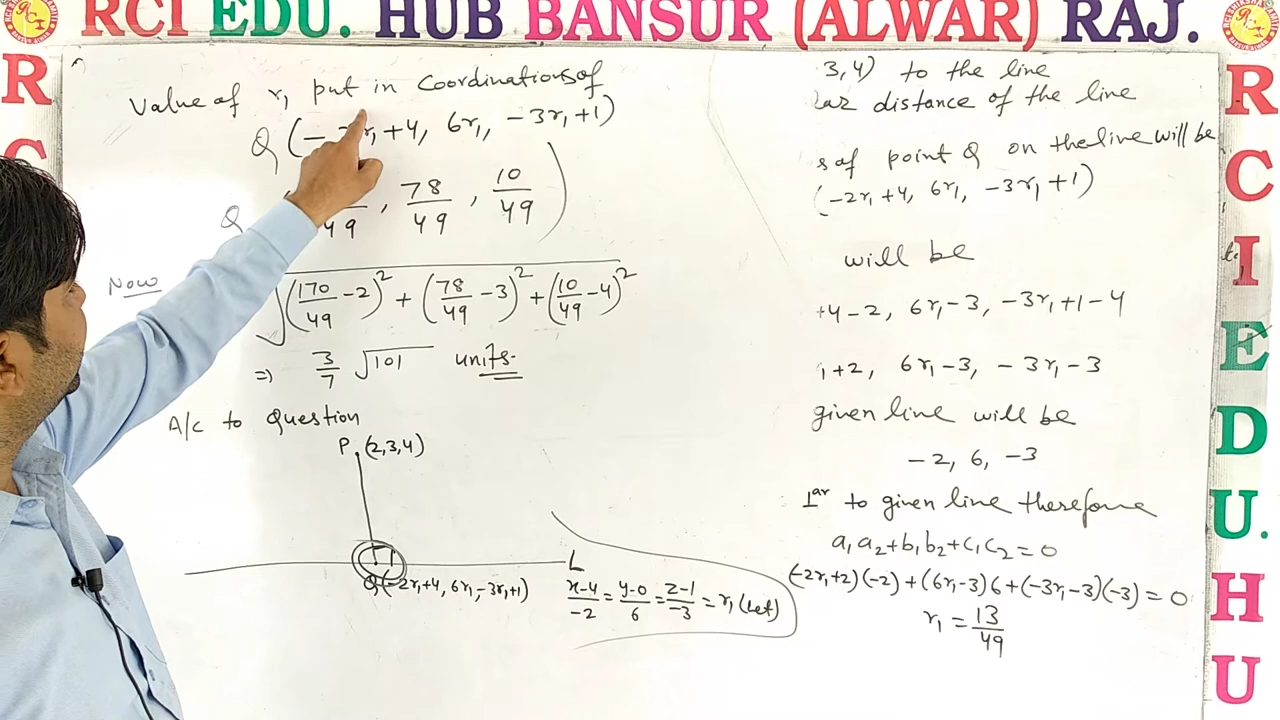 RCI EDU. HUB BANSUR (ALWAR) RAJ.
R
C
Value of r₁ put in Coordinations of
Q (-2r₁+4, 6r₁, -3r₁+1)
Q /49, 78/49, 10/49)
Now
√((170/49 -2)² + (78/49 -3)² + (10/49 -4)²
⇒ 3/7 √101 units.
A/c to Question
P (2,3,4)
L
Q(-2r₁+4, 6r₁, -3r₁+1)
x-4/-2 = y-0/6 = z-1/-3 = r₁ (Let)
3,4) to the line
lar distance of the line
s of point Q on the line will be
(-2r₁+4, 6r₁, -3r₁+1)
will be
+4-2, 6r₁-3, -3r₁+1-4
₁+2, 6r₁-3, -3r₁-3
given line will be
-2, 6, -3
⊥ar to given line therefore
a₁a₂+b₁b₂+c₁c₂=0
(-2r₁+2)(-2)+(6r₁-3)6+(-3r₁-3)(-3)=0
r₁ = 13/49
R
C
I
E
D
U.
H
U